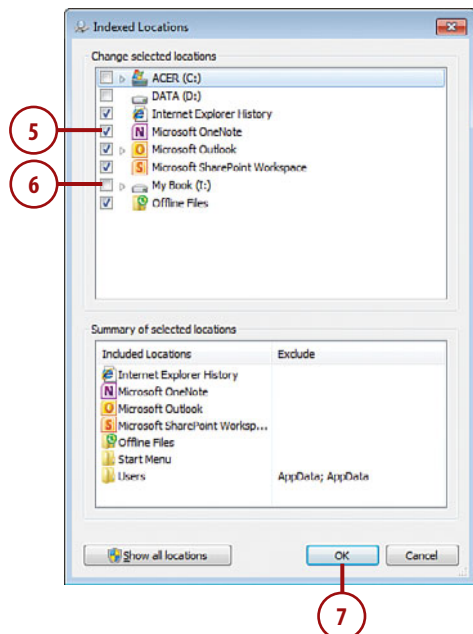 Indexed Locations
Change selected locations
ACER (C:)
DATA (D:)
Internet Explorer History
5
Microsoft OneNote
Microsoft Outlook
Microsoft SharePoint Workspace
6
My Book (I:)
Offline Files
Summary of selected locations
Included Locations Exclude
Internet Explorer History
Microsoft OneNote
Microsoft Outlook
Microsoft SharePoint Worksp...
Offline Files
Start Menu
Users AppData; AppData
Show all locations OK Cancel
7